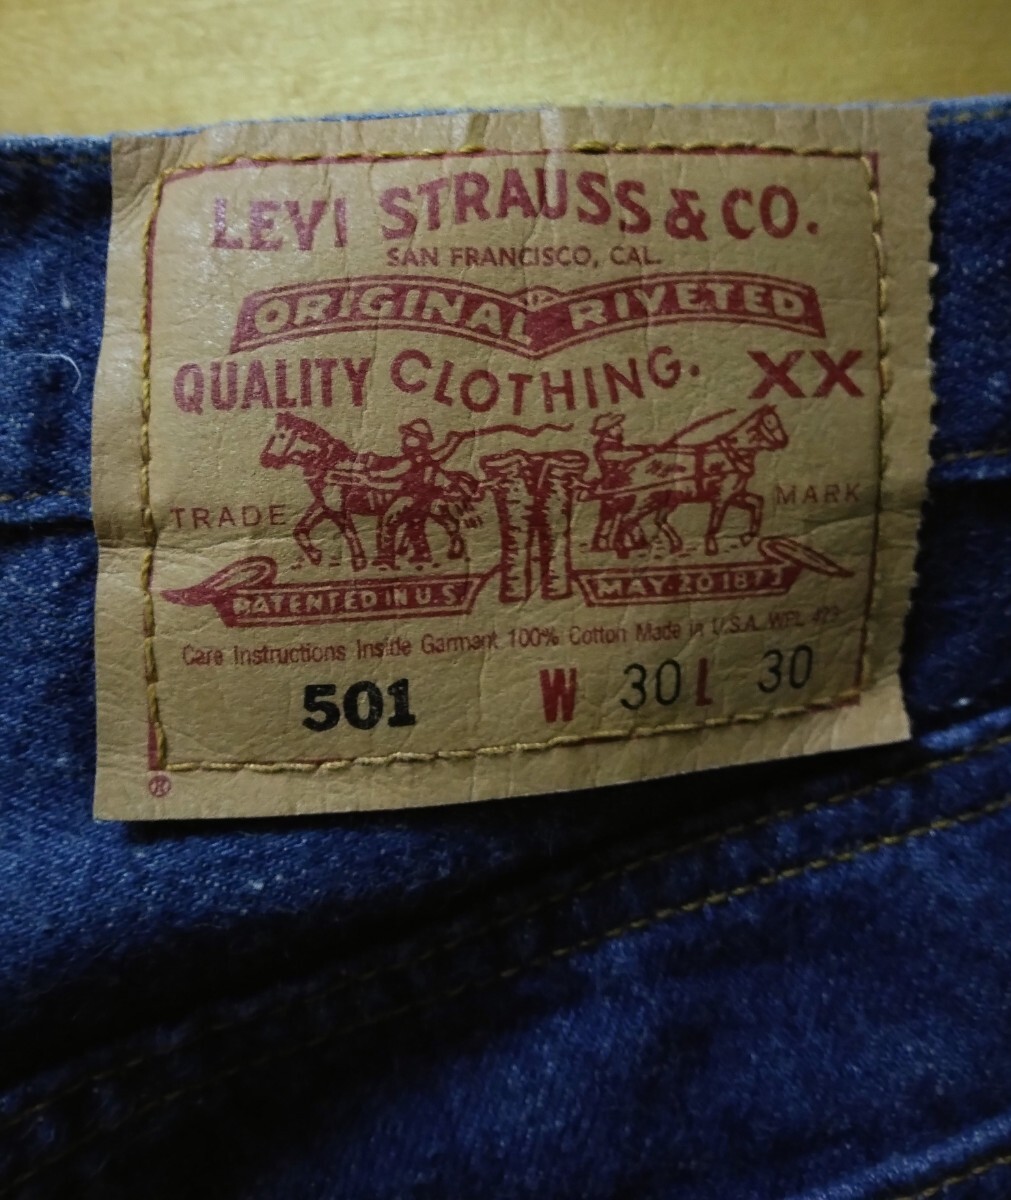 LEVI STRAUSS & CO.
SAN FRANCISCO, CAL.
ORIGINAL RIVETED
QUALITY CLOTHING. XX
TRADE MARK
PATENTED IN U.S. MAY 20 1873
Care Instructions Inside Garment 100% Cotton Made in U.S.A. WPL 423
501 W 30 L 30
®